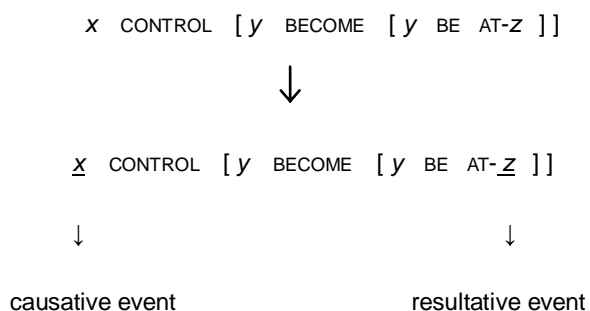 x CONTROL [ y BECOME [ y BE AT-z ] ]
↓
x CONTROL [ y BECOME [ y BE AT- z ]]
↓ ↓
causative event resultative event